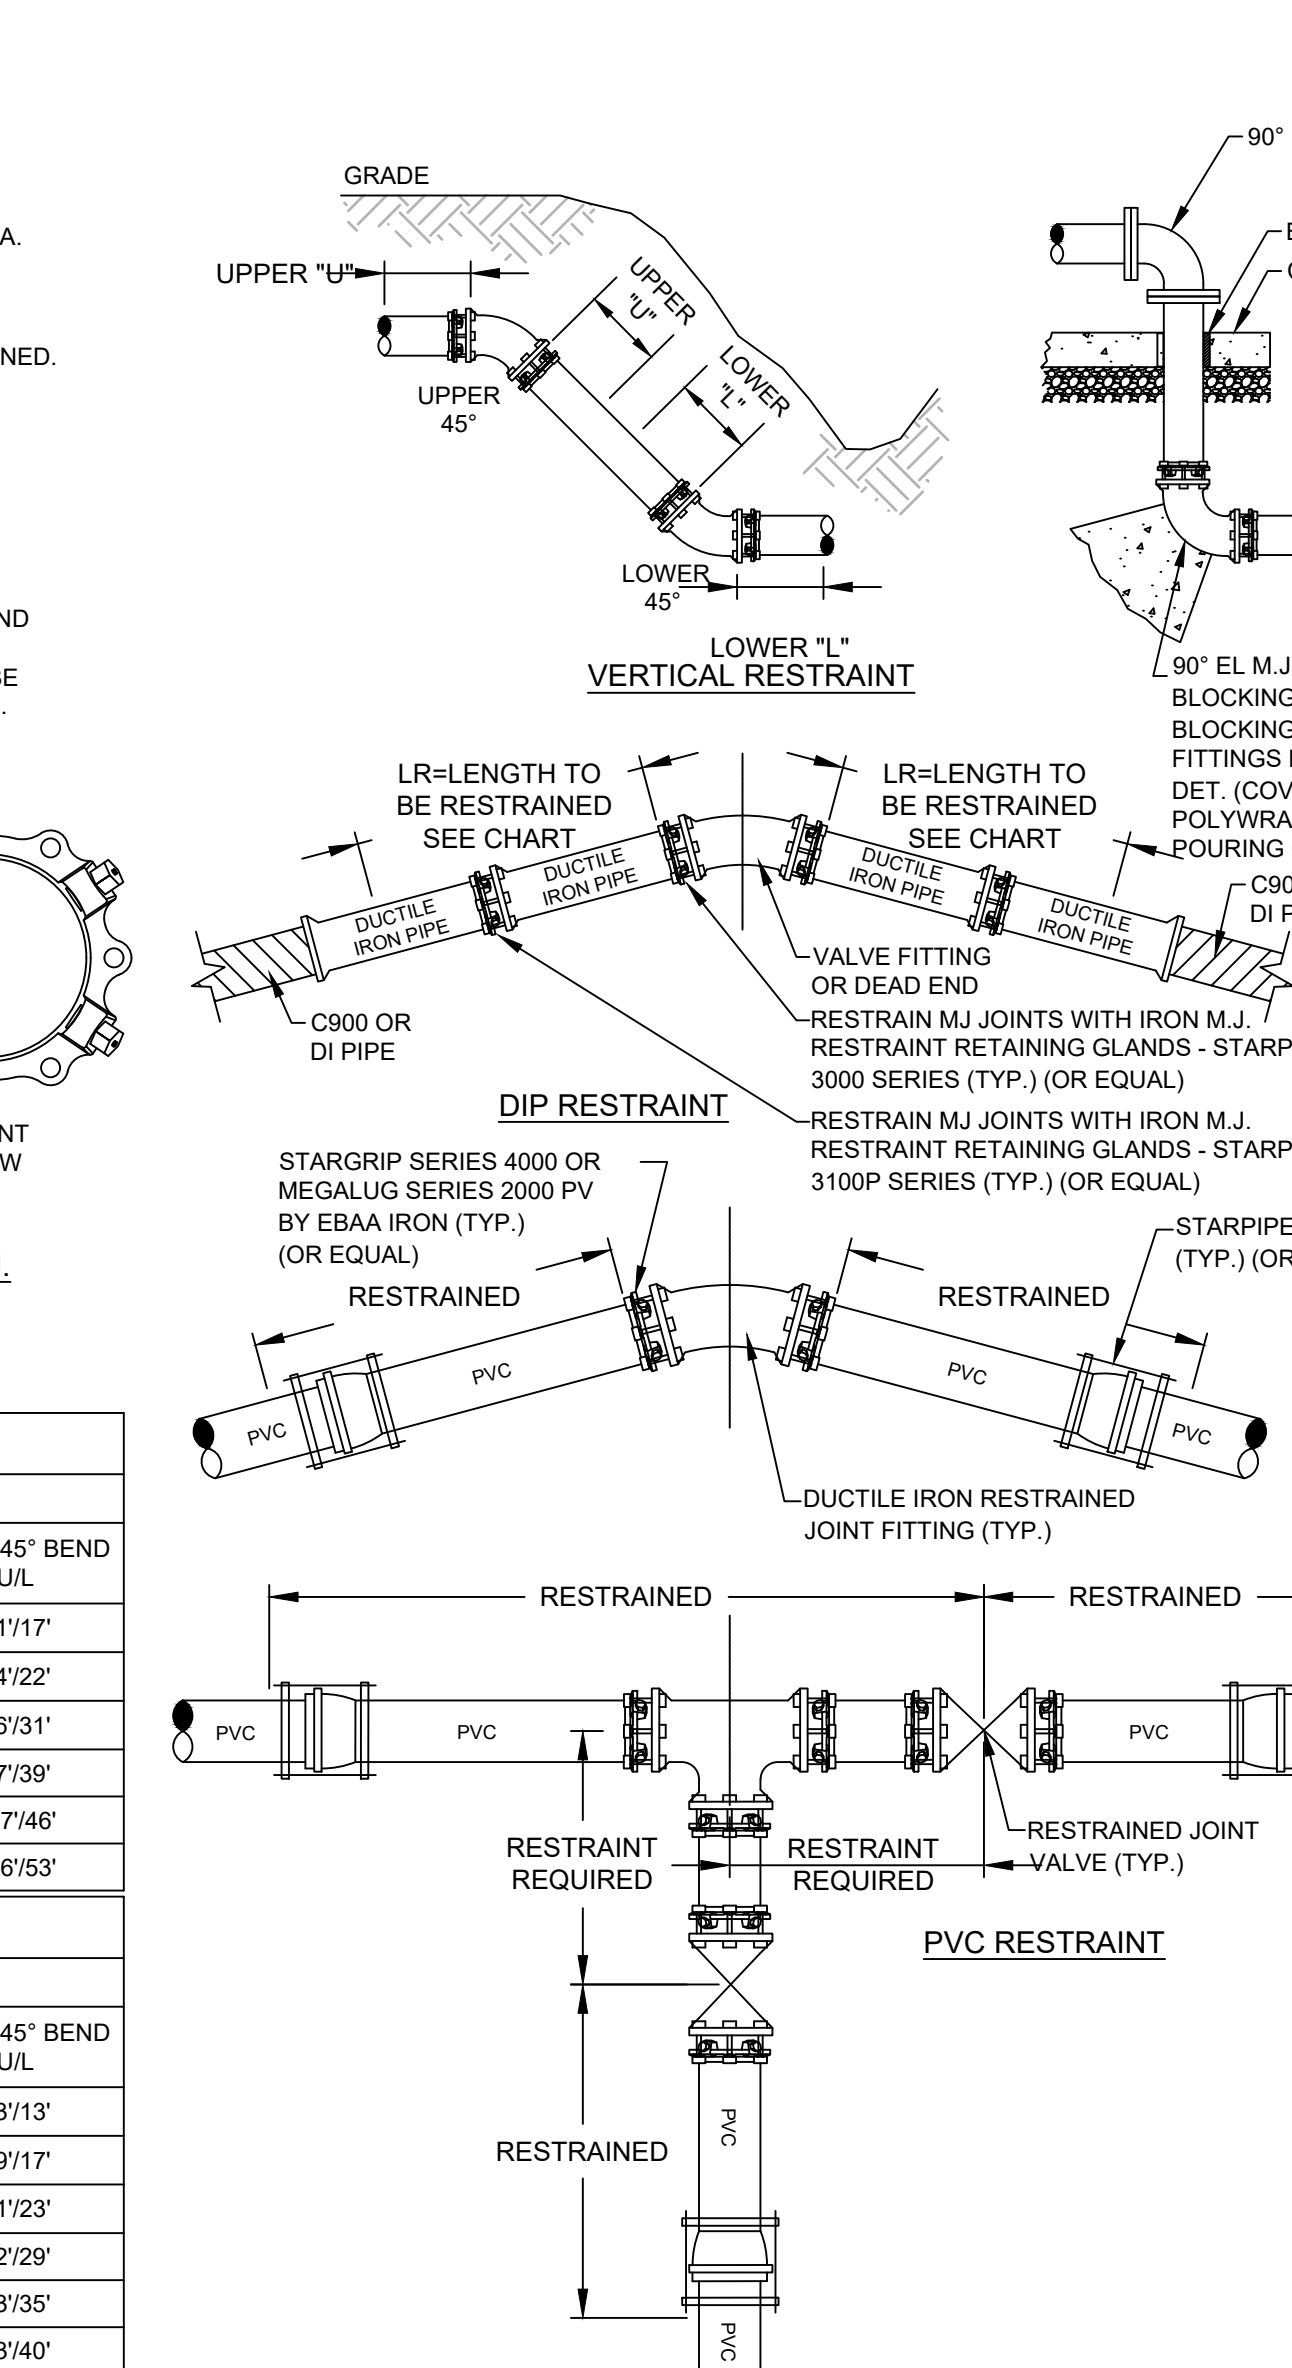 A.
NED.
ND
BE
.
NT
W
.
GRADE
UPPER "U"
UPPER
"U"
LOWER
"L"
UPPER
45°
LOWER
45°
LOWER "L"
VERTICAL RESTRAINT
90°
90° EL M.J
BLOCKING
BLOCKING
FITTINGS
DET. (COV
POLYWRA
POURING
LR=LENGTH TO
BE RESTRAINED
SEE CHART
LR=LENGTH TO
BE RESTRAINED
SEE CHART
DUCTILE
IRON PIPE
DUCTILE
IRON PIPE
DUCTILE
IRON PIPE
DUCTILE
IRON PIPE
C90
DI P
C900 OR
DI PIPE
VALVE FITTING
OR DEAD END
RESTRAIN MJ JOINTS WITH IRON M.J.
RESTRAINT RETAINING GLANDS - STARP
3000 SERIES (TYP.) (OR EQUAL)
DIP RESTRAINT
RESTRAIN MJ JOINTS WITH IRON M.J.
RESTRAINT RETAINING GLANDS - STARP
3100P SERIES (TYP.) (OR EQUAL)
STARGRIP SERIES 4000 OR
MEGALUG SERIES 2000 PV
BY EBAA IRON (TYP.)
(OR EQUAL)
STARPIPE
(TYP.) (OR
RESTRAINED
RESTRAINED
PVC
PVC
PVC
PVC
DUCTILE IRON RESTRAINED
JOINT FITTING (TYP.)
45° BEND
U/L
1'/17'
4'/22'
6'/31'
7'/39'
7'/46'
6'/53'
45° BEND
U/L
3'/13'
9'/17'
1'/23'
2'/29'
3'/35'
3'/40'
RESTRAINED
RESTRAINED
PVC
PVC
PVC
RESTRAINT
REQUIRED
RESTRAINT
REQUIRED
RESTRAINED JOINT
VALVE (TYP.)
PVC RESTRAINT
RESTRAINED
PVC
PVC